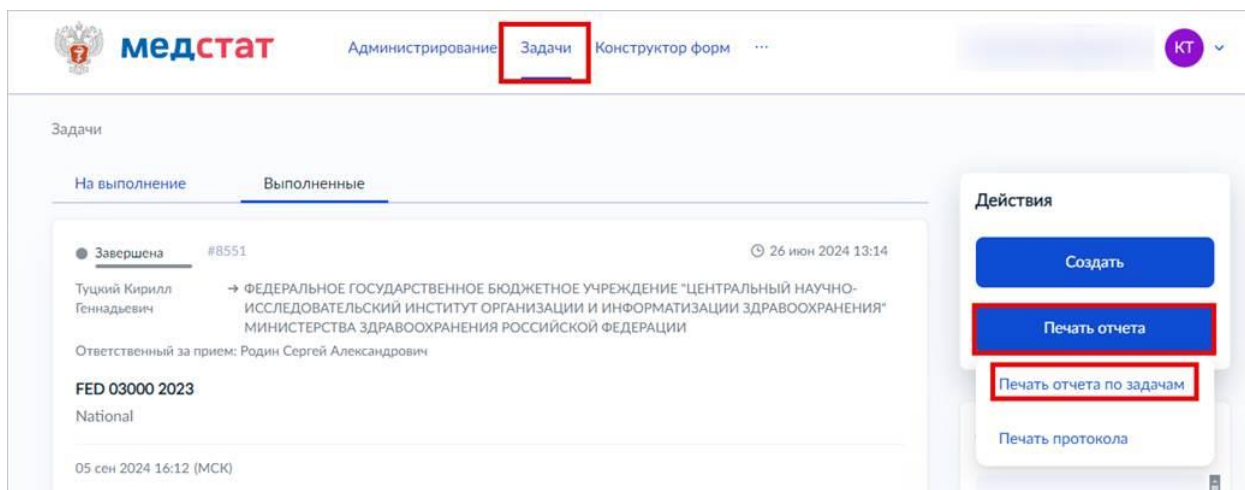 медстат
Администрирование Задачи Конструктор форм ...
КТ
Задачи
На выполнение Выполненные
Завершена #8551 26 июн 2024 13:14
Туцкий Кирилл
Геннадьевич
→ ФЕДЕРАЛЬНОЕ ГОСУДАРСТВЕННОЕ БЮДЖЕТНОЕ УЧРЕЖДЕНИЕ "ЦЕНТРАЛЬНЫЙ НАУЧНО-
ИССЛЕДОВАТЕЛЬСКИЙ ИНСТИТУТ ОРГАНИЗАЦИИ И ИНФОРМАТИЗАЦИИ ЗДРАВООХРАНЕНИЯ"
МИНИСТЕРСТВА ЗДРАВООХРАНЕНИЯ РОССИЙСКОЙ ФЕДЕРАЦИИ
Ответственный за прием: Родин Сергей Александрович
FED 03000 2023
National
05 сен 2024 16:12 (МСК)
Действия
Создать
Печать отчета
Печать отчета по задачам
Печать протокола